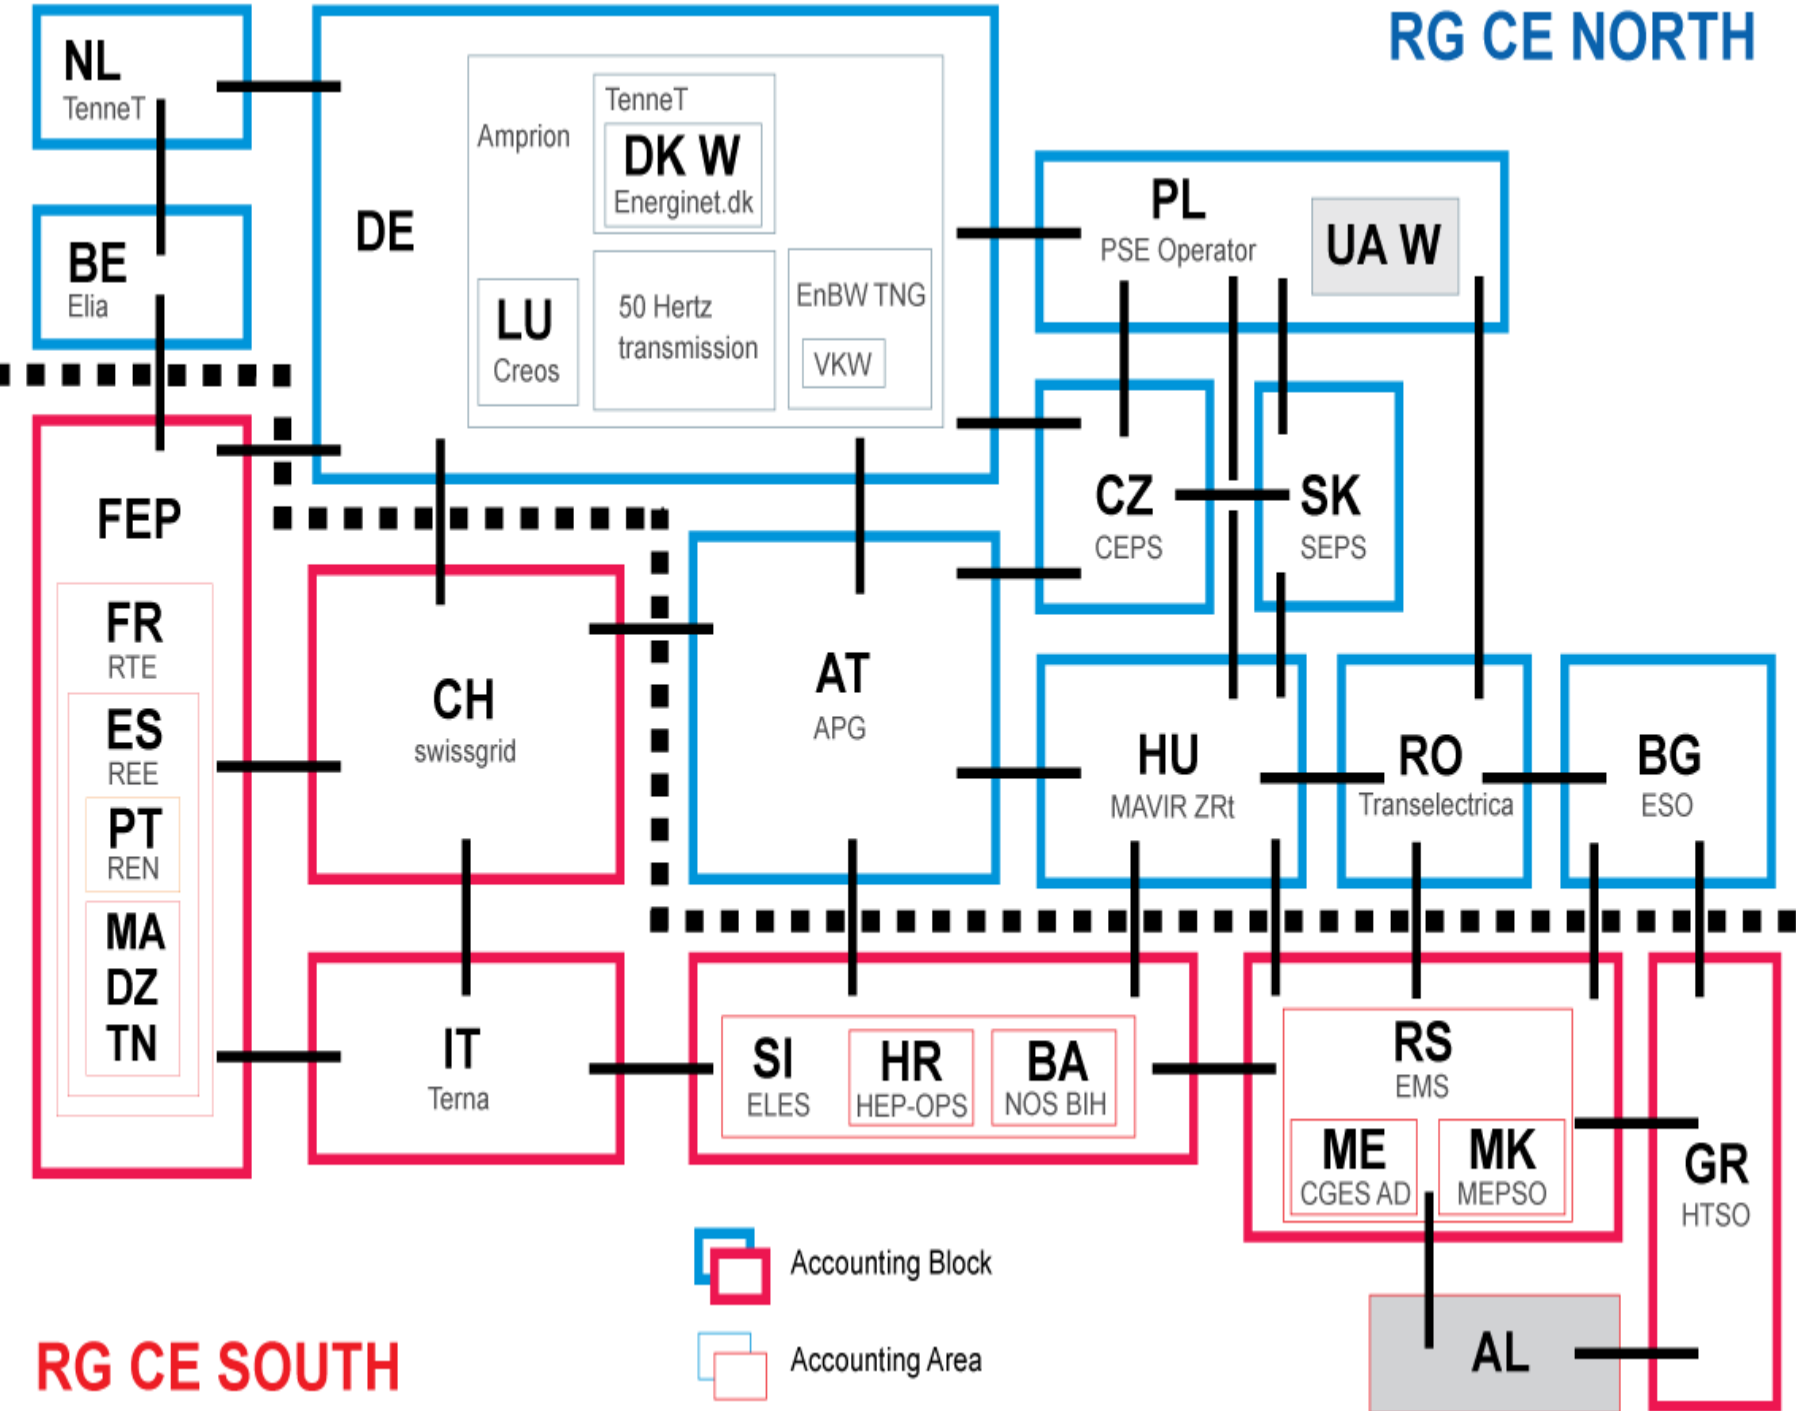 RG CE NORTH
NL
TenneT
BE
Elia
DE
Amprion
TenneT
DK W
Energinet.dk
LU
Creos
50 Hertz
transmission
EnBW TNG
VKW
PL
PSE Operator
UA W
CZ
CEPS
SK
SEPS
FEP
FR
RTE
ES
REE
PT
REN
MA
DZ
TN
CH
swissgrid
AT
APG
HU
MAVIR ZRt
RO
Transelectrica
BG
ESO
IT
Terna
SI
ELES
HR
HEP-OPS
BA
NOS BIH
RS
EMS
ME
CGES AD
MK
MEPSO
GR
HTSO
AL
Accounting Block
Accounting Area
RG CE SOUTH